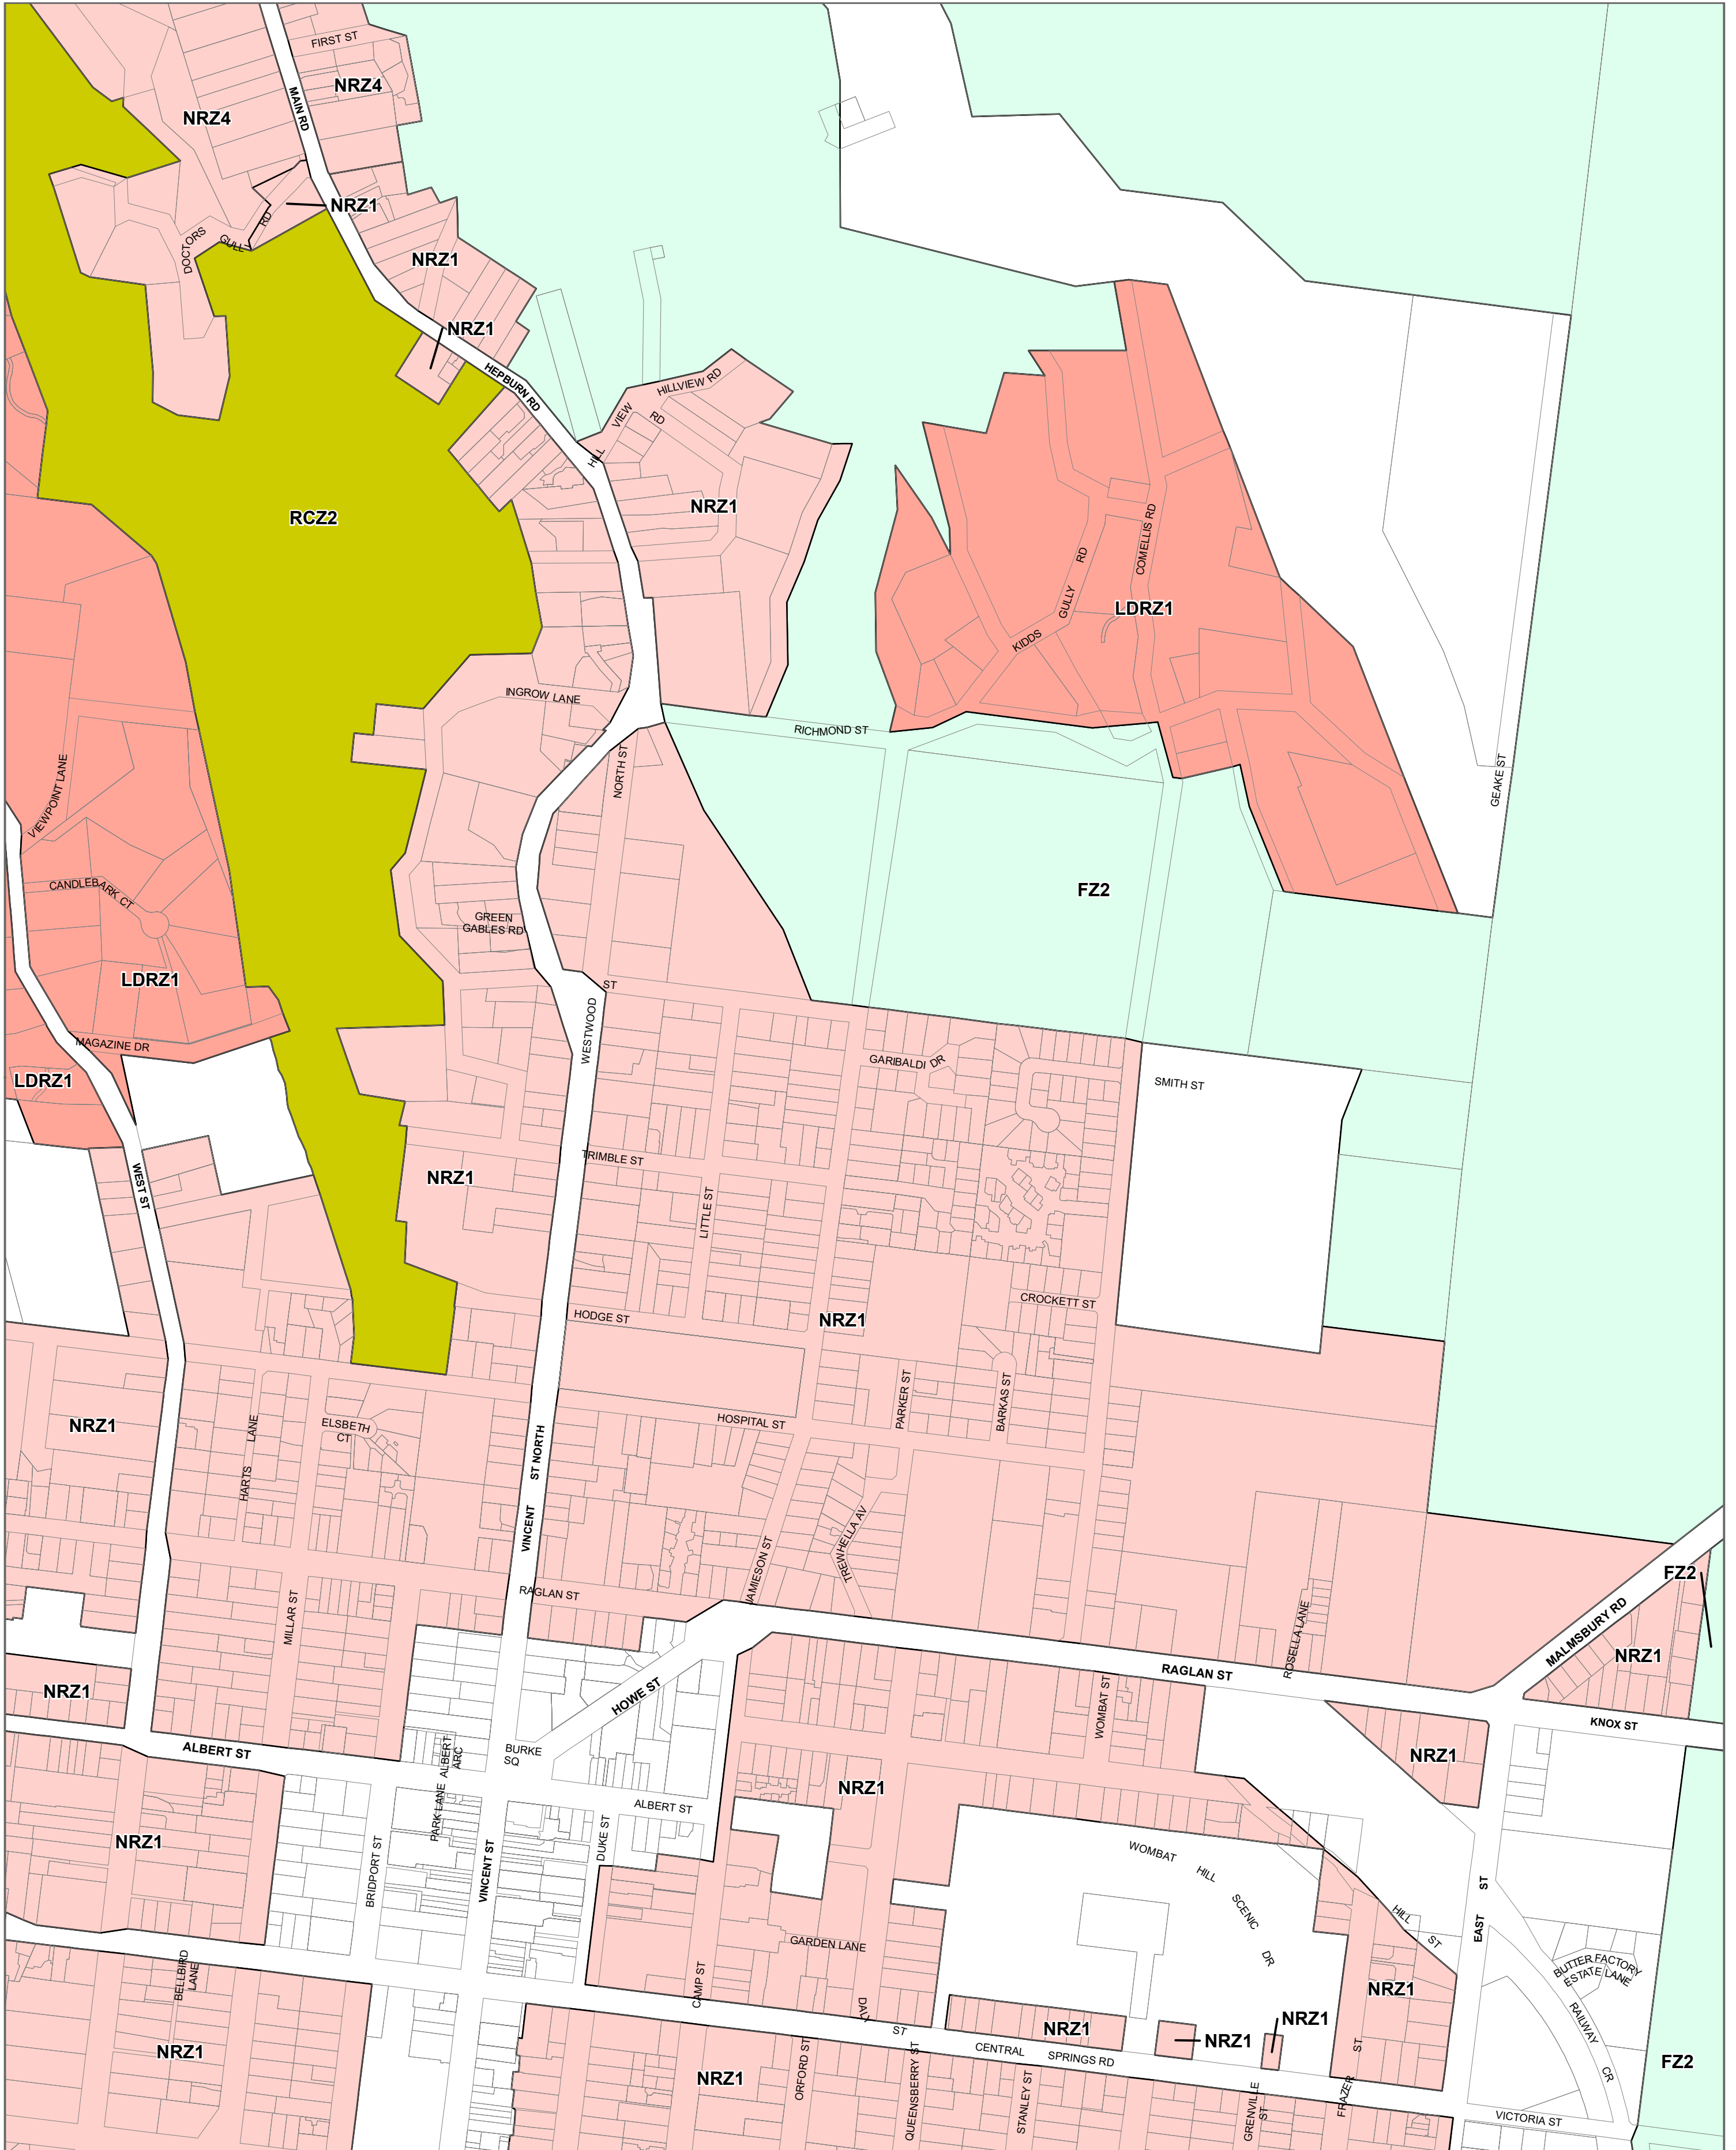 FIRST ST
NRZ4
NRZ4
MAIN RD
NRZ1
DOCTORS
GULLY
RD
NRZ1
NRZ1
HEPBURN RD
HILLVIEW RD
HILL
VIEW
RD
NRZ1
RCZ2
COMELLIS RD
KIDDS
GULLY
RD
LDRZ1
INGROW LANE
RICHMOND ST
NORTH ST
GEAKE ST
VIEWPOINT LANE
CANDLEBARK CT
FZ2
GREEN
GABLES RD
LDRZ1
ST
WESTWOOD
MAGAZINE DR
LDRZ1
GARIBALDI DR
SMITH ST
WEST ST
NRZ1
TRIMBLE ST
LITTLE ST
CROCKETT ST
HODGE ST
NRZ1
PARKER ST
BARKAS ST
NRZ1
HARTS LANE
ELSBETH
CT
HOSPITAL ST
VINCENT ST NORTH
JAMIESON ST
TREWHELLA AV
MILLAR ST
RAGLAN ST
ROSELLA LANE
FZ2
MALMSBURY RD
NRZ1
NRZ1
HOWE ST
RAGLAN ST
WOMBAT ST
KNOX ST
ALBERT ST
ALBERT
ARC
BURKE
SQ
NRZ1
NRZ1
PARK LANE
ALBERT ST
DUKE ST
NRZ1
BRIDPORT ST
VINCENT ST
WOMBAT
HILL
SCENIC
DR
HILL
ST
EAST ST
GARDEN LANE
BUTTER FACTORY
ESTATE LANE
BELLBIRD
LANE
CAMP ST
DALY
ST
NRZ1
NRZ1
NRZ1
NRZ1
RAILWAY
CR
NRZ1
NRZ1
CENTRAL SPRINGS RD
ORFORD ST
QUEENSBERRY ST
STANLEY ST
GRENVILLE
ST
FRAZER
ST
FZ2
VICTORIA ST